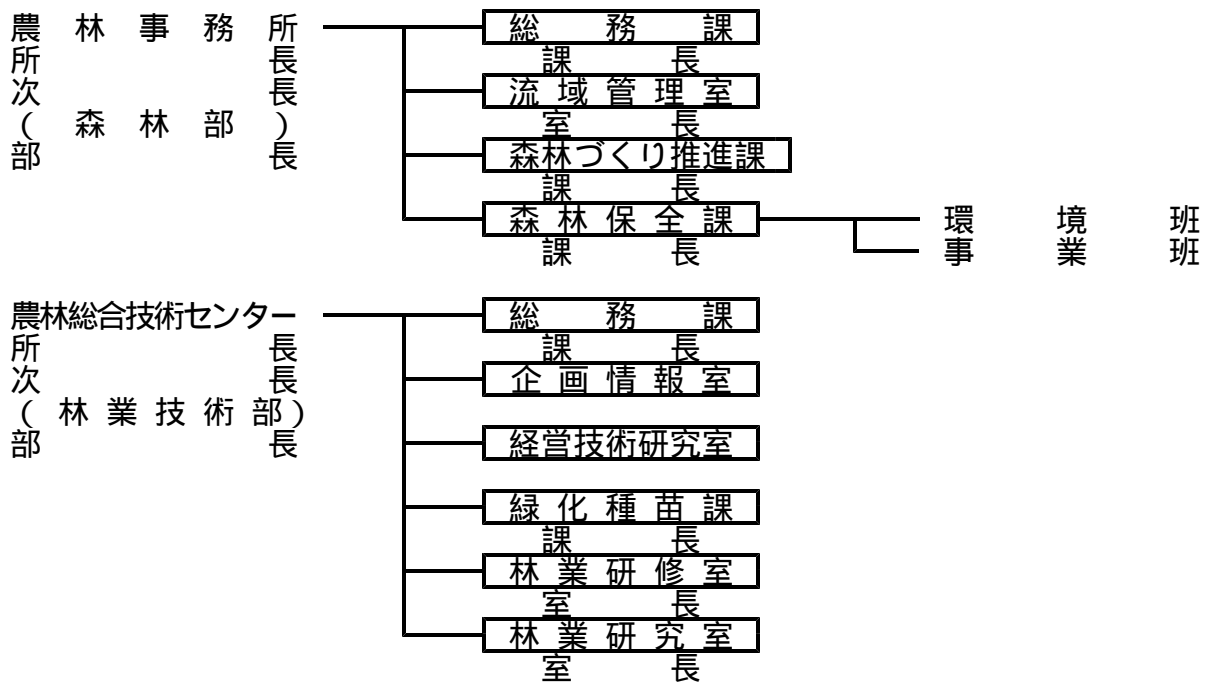 農林事務所
所長
次長
(森林部)
部長
総務課
課長
流域管理室
室長
森林づくり推進課
課長
森林保全課
課長
環境班
事業班
農林総合技術センター
所長
次長
(林業技術部)
部長
総務課
課長
企画情報室
経営技術研究室
緑化種苗課
課長
林業研修室
室長
林業研究室
室長